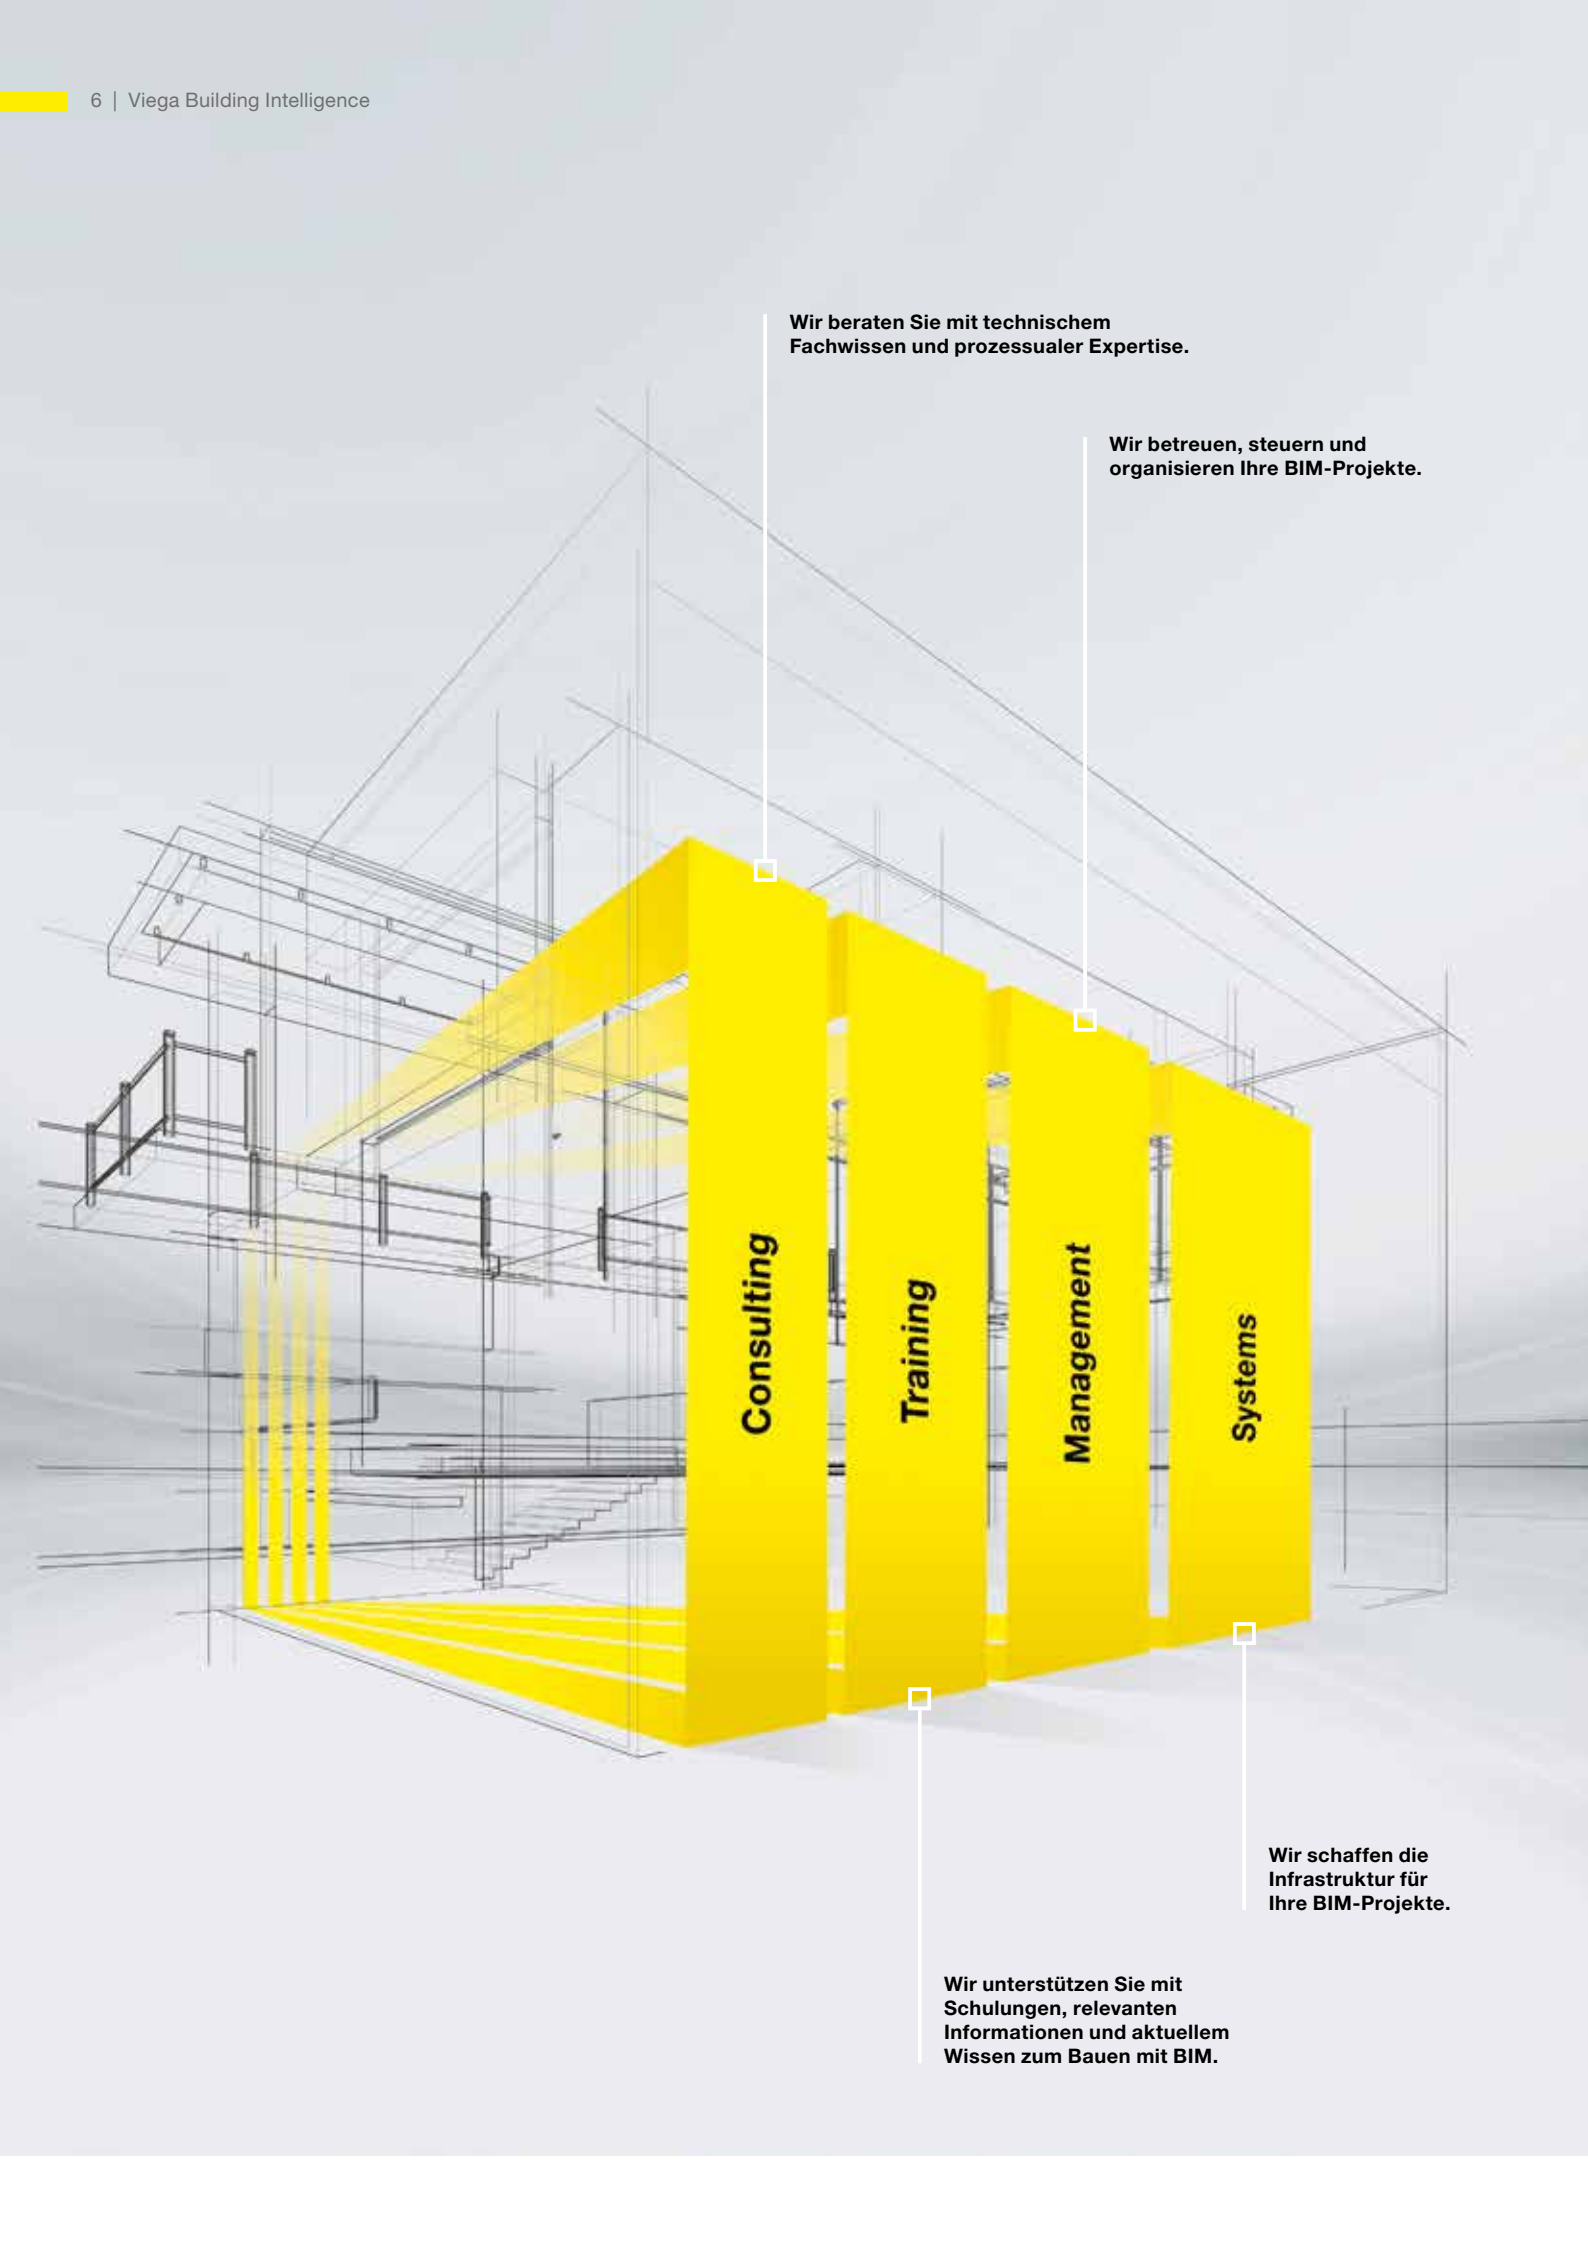 6 | Viega Building Intelligence
Wir beraten Sie mit technischem
Fachwissen und prozessualer Expertise.
Wir betreuen, steuern und
organisieren Ihre BIM-Projekte.
Consulting
Training
Management
Systems
Wir schaffen die
Infrastruktur für
Ihre BIM-Projekte.
Wir unterstützen Sie mit
Schulungen, relevanten
Informationen und aktuellem
Wissen zum Bauen mit BIM.